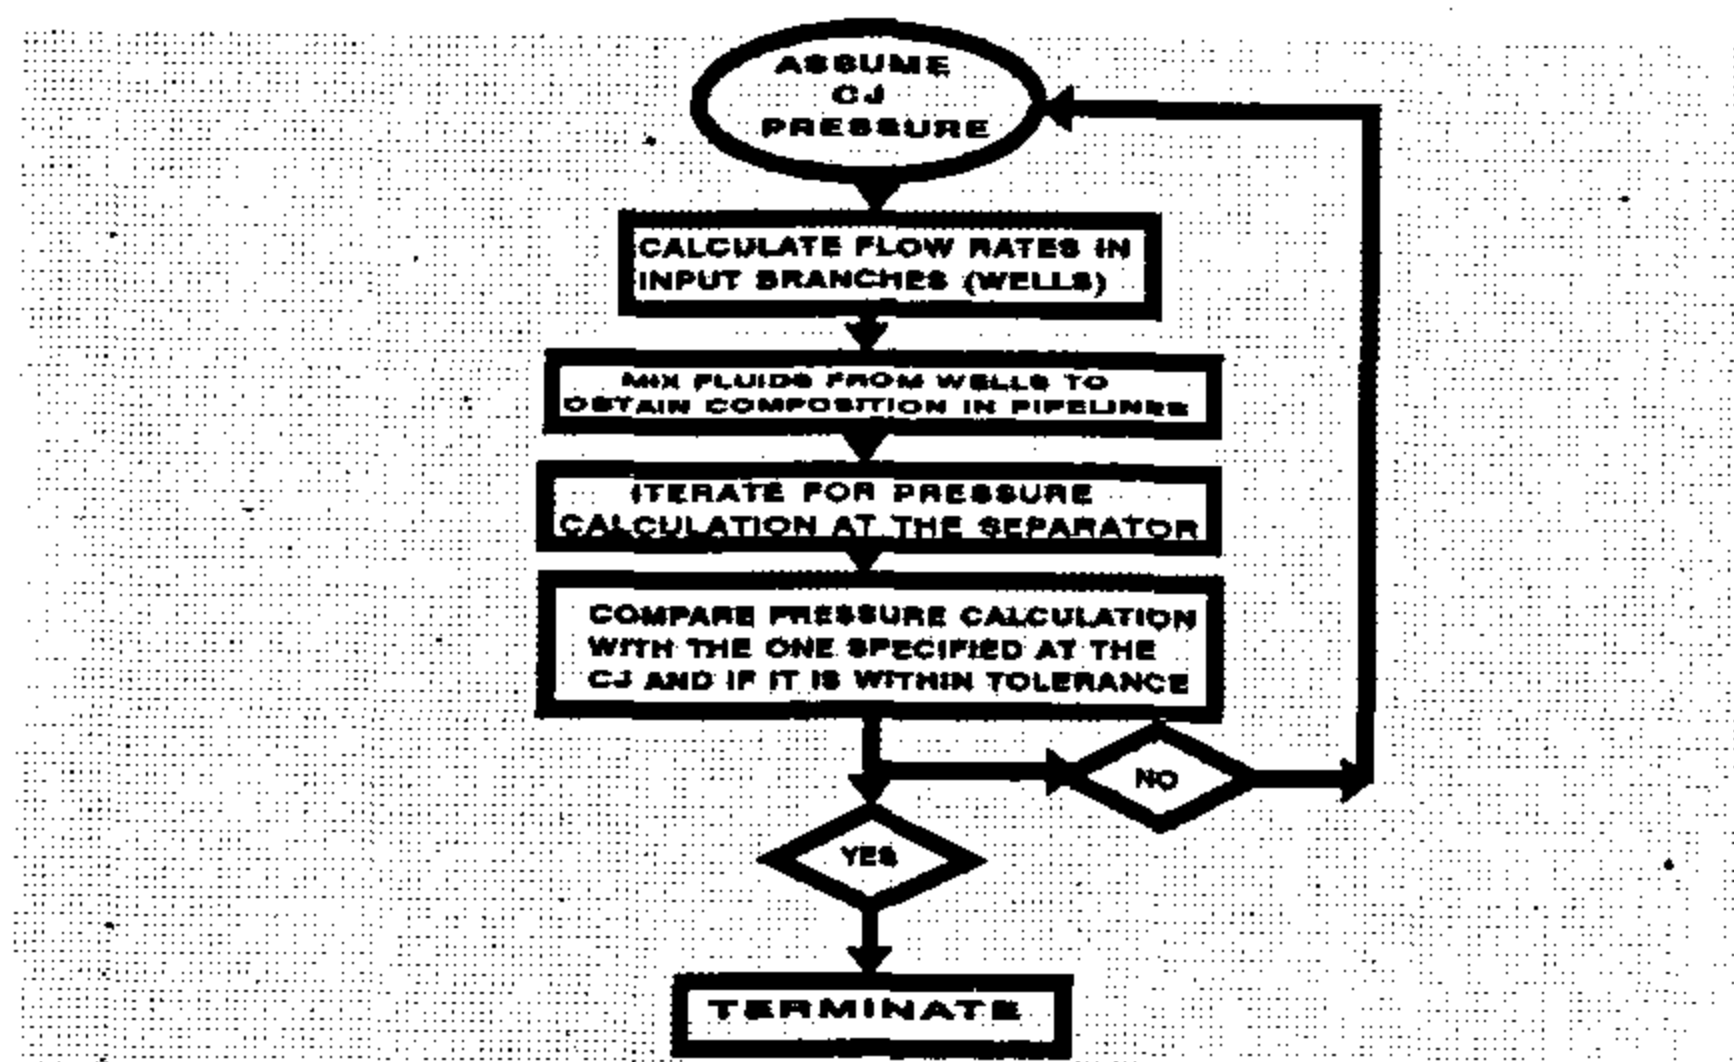 ASSUME
CJ
PRESSURE
CALCULATE FLOW RATES IN
INPUT BRANCHES (WELLS)
MIX FLUIDS FROM WELLS TO
OBTAIN COMPOSITION IN PIPELINES
ITERATE FOR PRESSURE
CALCULATION AT THE SEPARATOR
COMPARE PRESSURE CALCULATION
WITH THE ONE SPECIFIED AT THE
CJ AND IF IT IS WITHIN TOLERANCE
NO
YES
TERMINATE